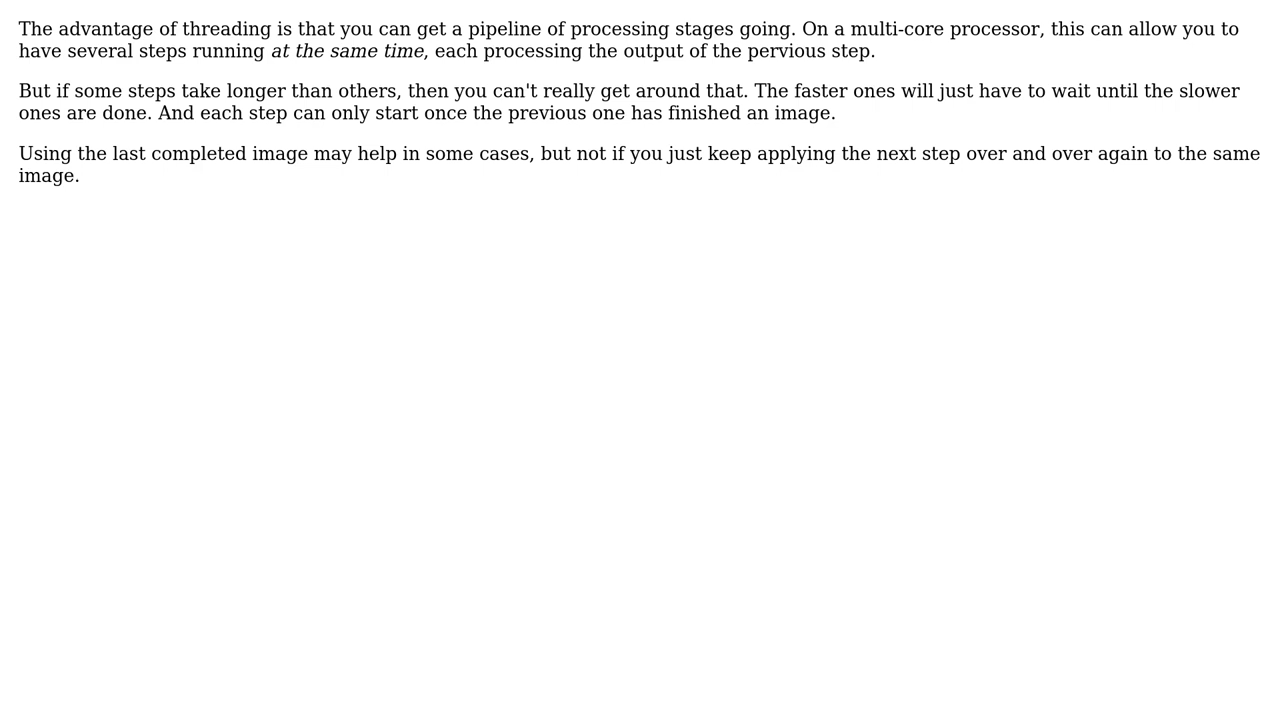 The advantage of threading is that you can get a pipeline of processing stages going. On a multi-core processor, this can allow you to
have several steps running at the same time, each processing the output of the pervious step.
But if some steps take longer than others, then you can't really get around that. The faster ones will just have to wait until the slower
ones are done. And each step can only start once the previous one has finished an image.
Using the last completed image may help in some cases, but not if you just keep applying the next step over and over again to the same
image.